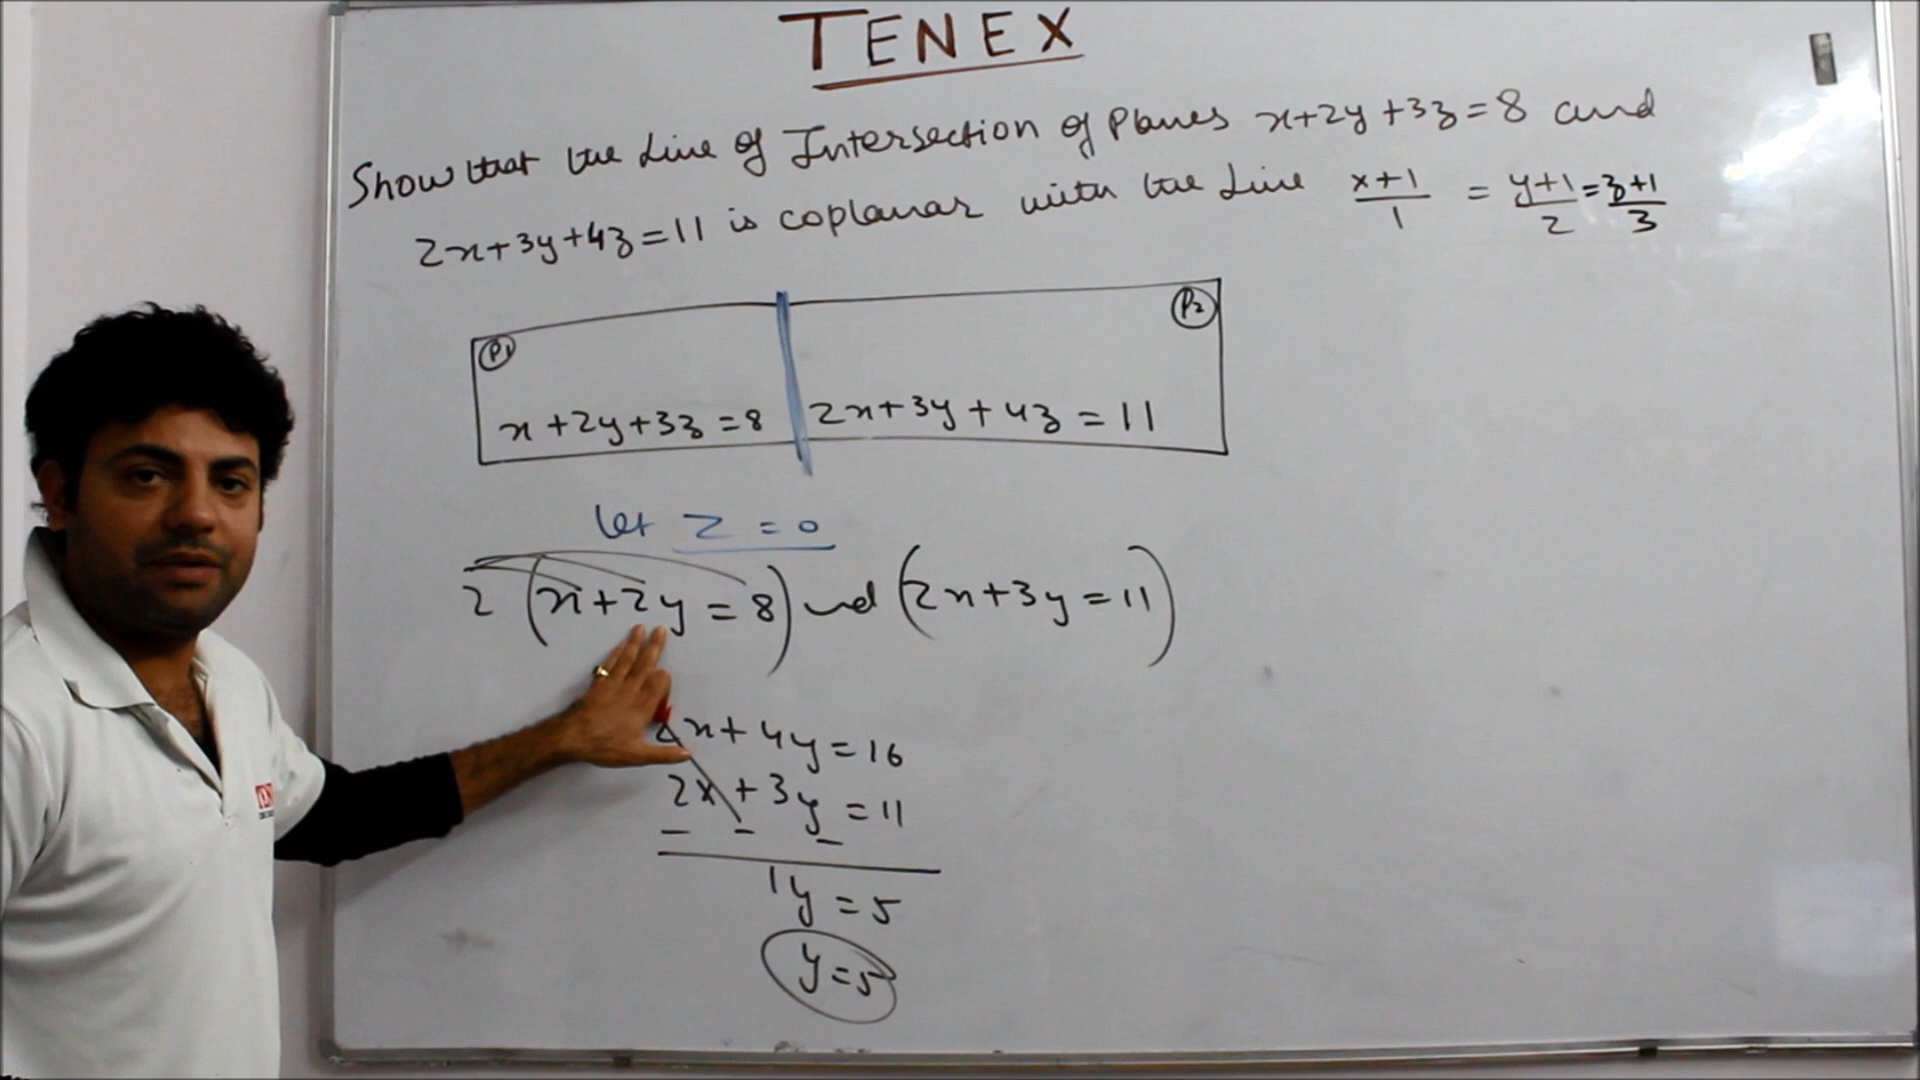 TENEX
Show that the Line of Intersection of Planes x+2y+3z=8 and
2x+3y+4z=11 is coplanar with the Line x+1/1 = y+1/2 = z+1/3
P1
P2
x+2y+3z=8
2x+3y+4z=11
let z=0
2(x+2y=8) and (2x+3y=11)
2x+4y=16
2x+3y=11
- - -
1y=5
y=5